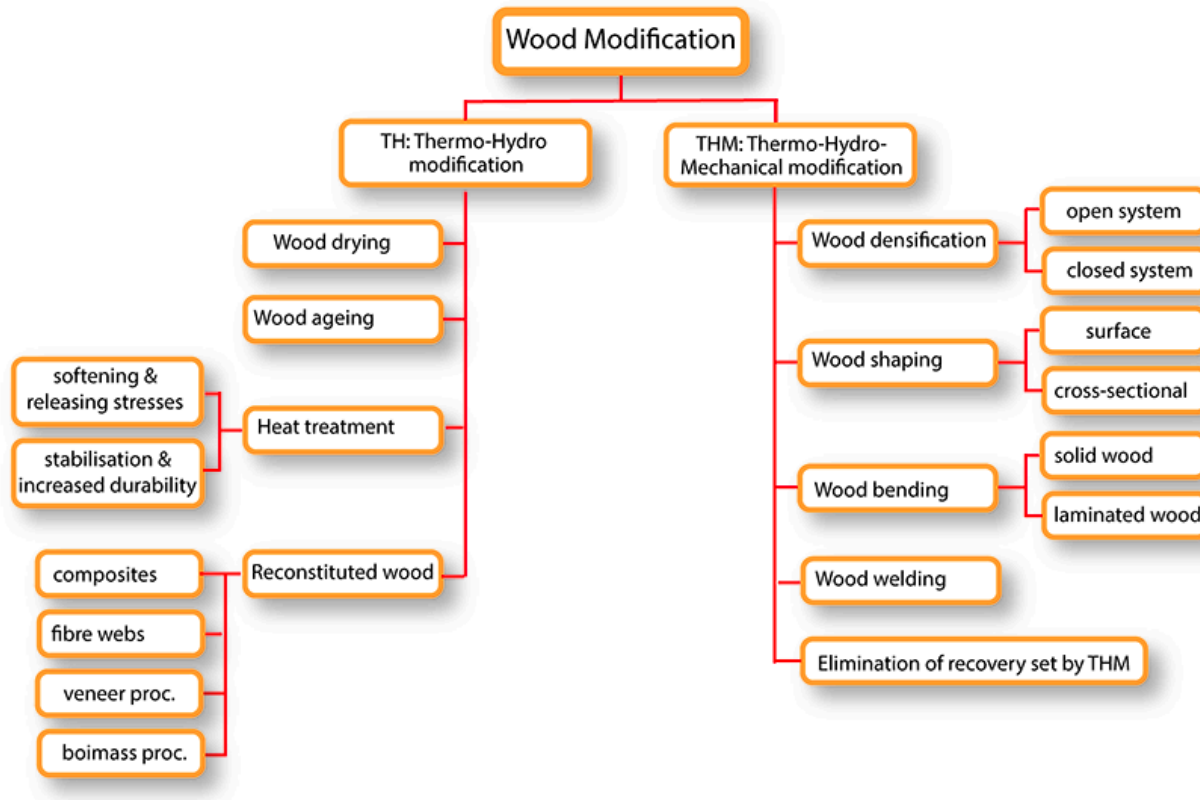 Wood Modification
TH: Thermo-Hydro
modification
Wood drying
Wood ageing
Heat treatment
softening &
releasing stresses
stabilisation &
increased durability
Reconstituted wood
composites
fibre webs
veneer proc.
boimass proc.
THM: Thermo-Hydro-
Mechanical modification
Wood densification
open system
closed system
Wood shaping
surface
cross-sectional
Wood bending
solid wood
laminated wood
Wood welding
Elimination of recovery set by THM